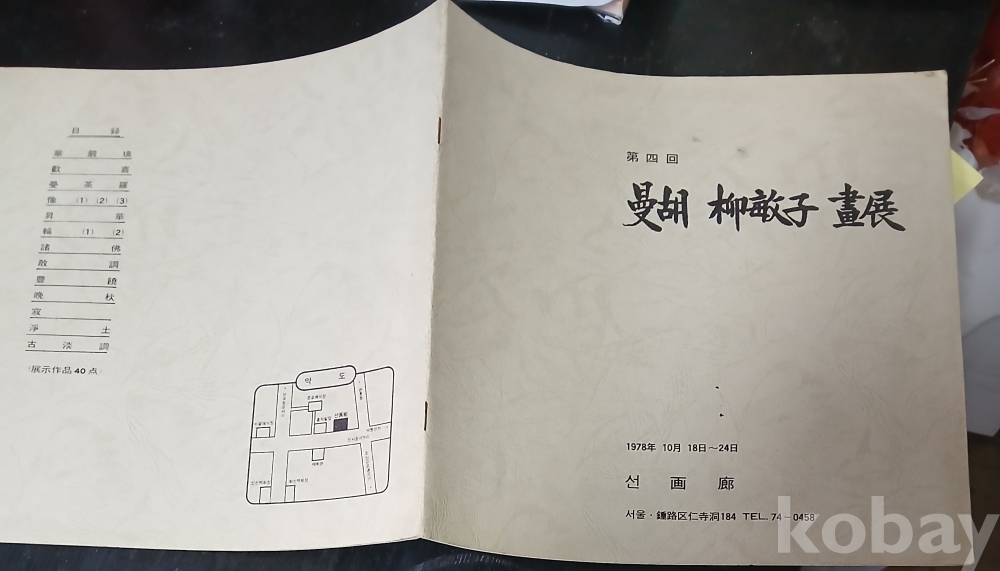 目 録
華 嚴 境
歡 喜
曼 荼 羅
像 (1) (2) (3)
昇 華
輪 (1) (2)
諸 佛
散 調
豊 饒
晩 秋
寂
淨 土
古 淡 調
(展示作品 40 点)
약 도
第 四 回
曼胡 柳敏子 畫展
1978年 10月 18日~24日
선 画 廊
서울·鍾路区仁寺洞184 TEL. 74-0458
kobay